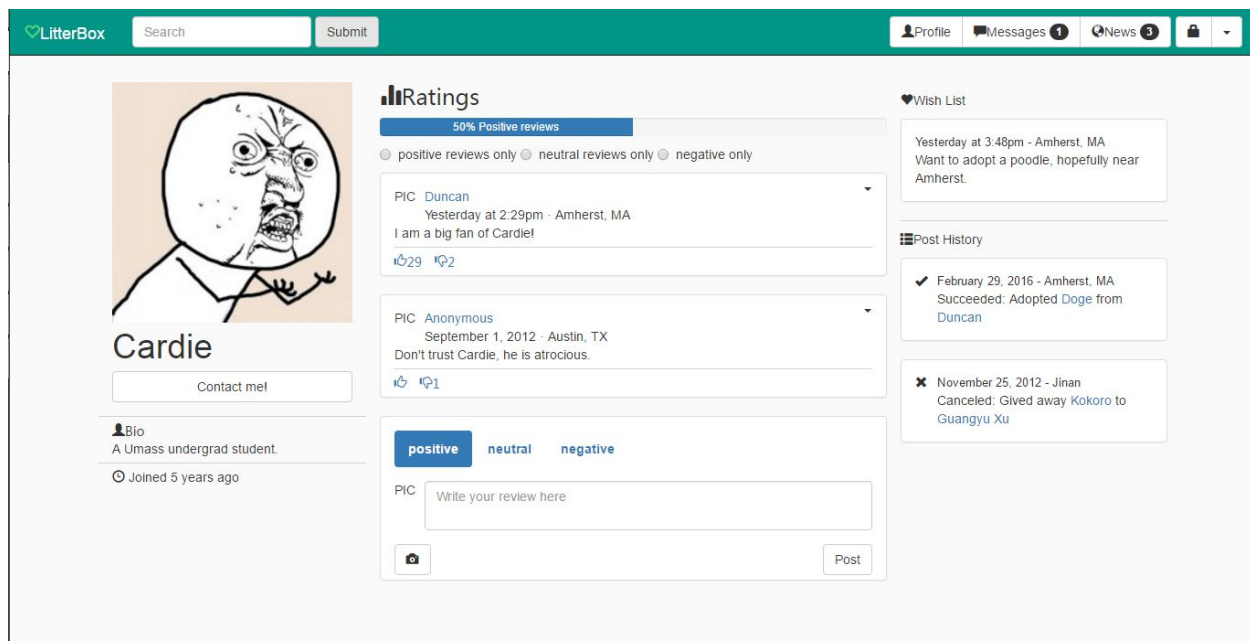 LitterBox
Search
Submit
Profile
Messages 1
News 3
Cardie
Contact me!
Bio
A Umass undergrad student.
Joined 5 years ago
Ratings
50% Positive reviews
positive reviews only neutral reviews only negative only
PIC Duncan
Yesterday at 2:29pm · Amherst, MA
I am a big fan of Cardie!
29 2
PIC Anonymous
September 1, 2012 · Austin, TX
Don't trust Cardie, he is atrocious.
1
positive neutral negative
PIC Write your review here
Post
Wish List
Yesterday at 3:48pm - Amherst, MA
Want to adopt a poodle, hopefully near
Amherst.
Post History
February 29, 2016 - Amherst, MA
Succeeded: Adopted Doge from
Duncan
November 25, 2012 - Jinan
Canceled: Gived away Kokoro to
Guangyu Xu